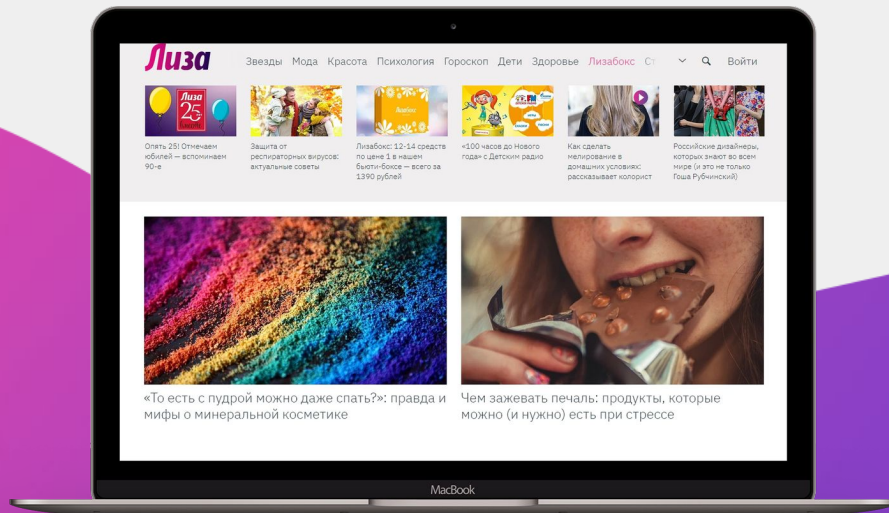 Лиза
Звезды Мода Красота Психология Гороскоп Дети Здоровье Лизабокс Ст Войти
Лиза
25
Опять 25! Отмечаем
юбилей — вспоминаем
90-е
Защита от
респираторных вирусов:
актуальные советы
Лизабокс
Лизабокс: 12-14 средств
по цене 1 в нашем
бьюти-боксе — всего за
1390 рублей
FM
«100 часов до Нового
года» с Детским радио
Как сделать
мелирование в
домашних условиях:
рассказывает колорист
Российские дизайнеры,
которых знают во всем
мире (и это не только
Гоша Рубчинский)
«То есть с пудрой можно даже спать?»: правда и
мифы о минеральной косметике
Чем зажевать печаль: продукты, которые
можно (и нужно) есть при стрессе
MacBook